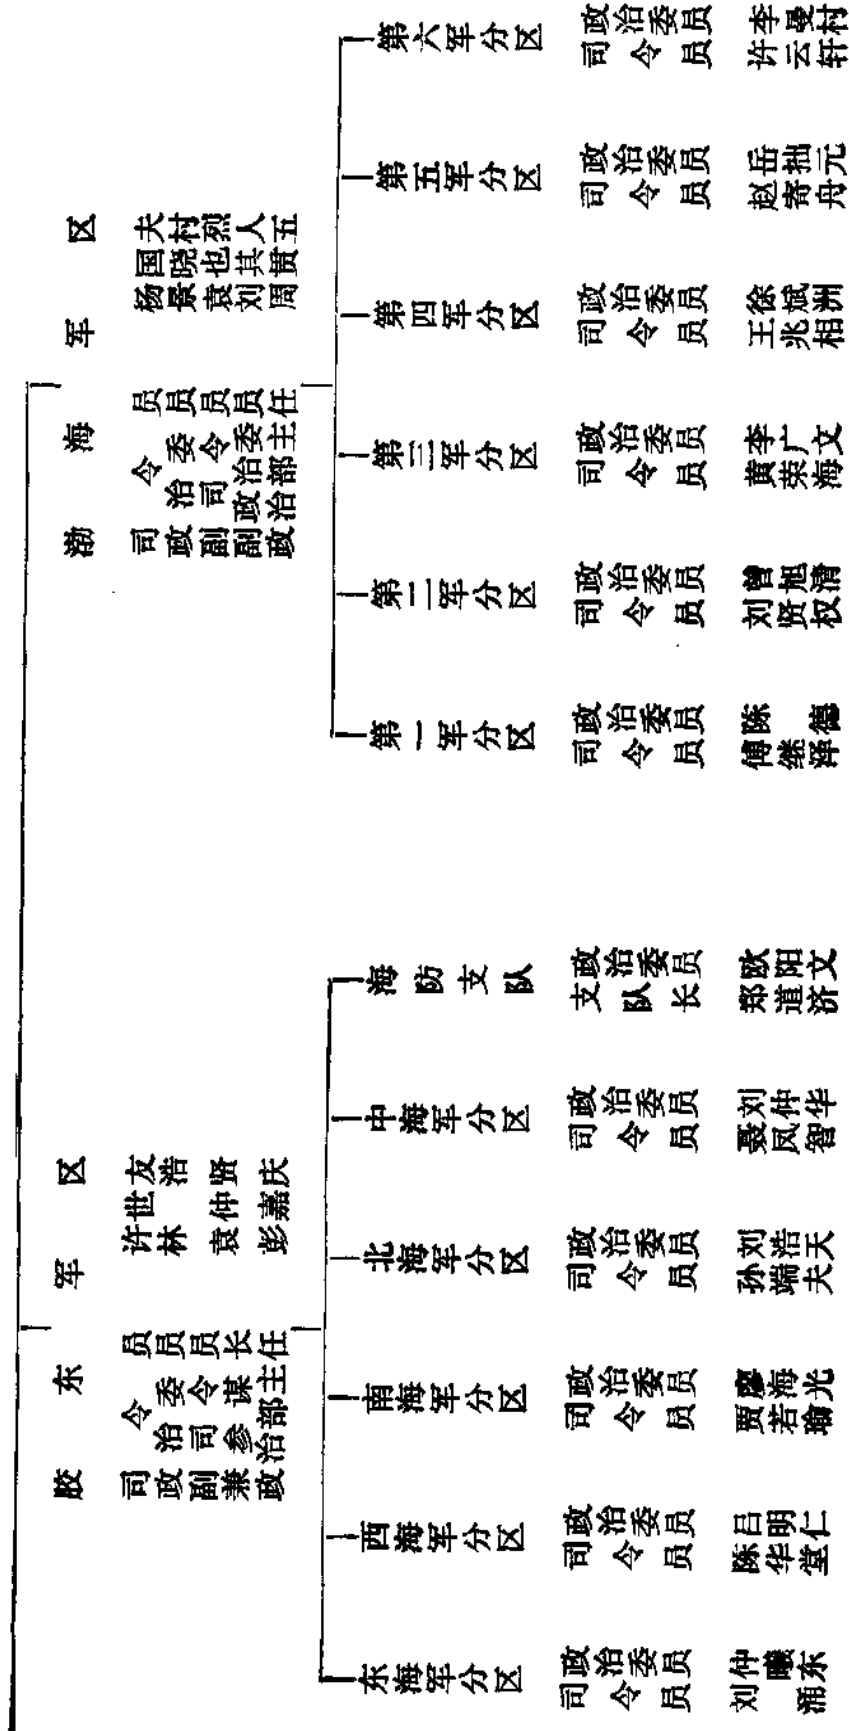 胶东军区
司令员 许世友
政治委员 林浩
副司令员
兼参谋长 袁仲贤
政治部主任 彭嘉庆
东海军分区
司令员 刘涌
政治委员 仲曦东
西海军分区
司令员 陈华堂
政治委员 吕明仁
南海军分区
司令员 贾若瑜
政治委员 廖海光
北海军分区
司令员 孙端夫
政治委员 刘浩天
中海军分区
司令员 聂凤智
政治委员 刘仲华
海防支队
支队长 郑道济
政治委员 欧阳文
渤海军区
司令员 杨国夫
政治委员 景晓村
副司令员 袁也烈
副政治委员 刘其人
政治部主任 周贯五
第一军分区
司令员 傅继泽
政治委员 陈德
第二军分区
司令员 刘贤权
政治委员 曾旭清
第三军分区
司令员 黄荣海
政治委员 李广文
第四军分区
司令员 王兆相
政治委员 徐斌洲
第五军分区
司令员 赵寄舟
政治委员 岳拙元
第六军分区
司令员 许云轩
政治委员 李曼村